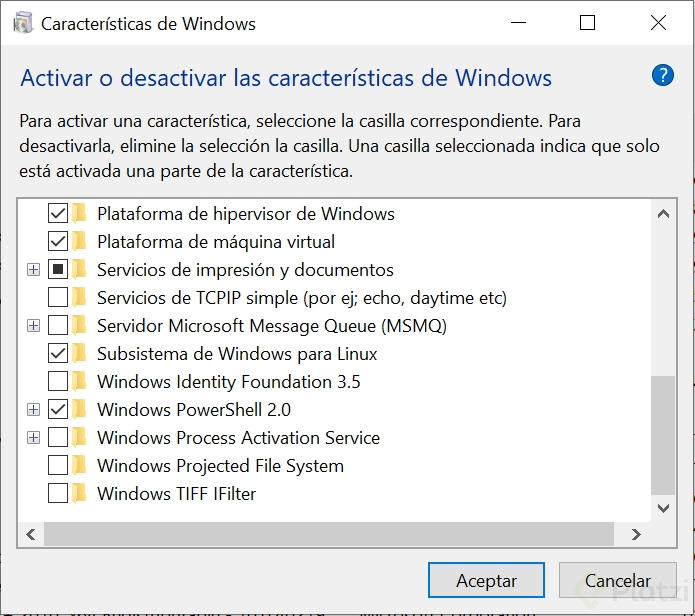 Características de Windows
Activar o desactivar las características de Windows
?
Para activar una característica, seleccione la casilla correspondiente. Para
desactivarla, elimine la selección la casilla. Una casilla seleccionada indica que solo
está activada una parte de la característica.
Plataforma de hipervisor de Windows
Plataforma de máquina virtual
Servicios de impresión y documentos
Servicios de TCPIP simple (por ej; echo, daytime etc)
Servidor Microsoft Message Queue (MSMQ)
Subsistema de Windows para Linux
Windows Identity Foundation 3.5
Windows PowerShell 2.0
Windows Process Activation Service
Windows Projected File System
Windows TIFF IFilter
Aceptar
Cancelar
Platzi